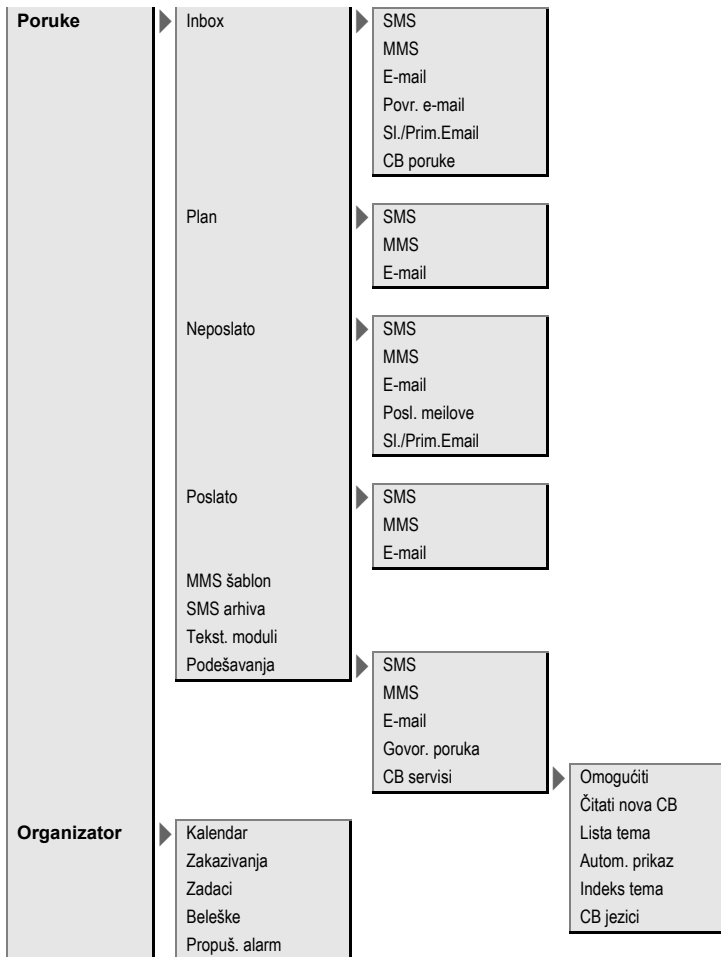 Poruke
Inbox
SMS
MMS
E-mail
Povr. e-mail
Sl./Prim.Email
CB poruke
Plan
SMS
MMS
E-mail
Neposlato
SMS
MMS
E-mail
Posl. meilove
Sl./Prim.Email
Poslato
SMS
MMS
E-mail
MMS šablon
SMS arhiva
Tekst. moduli
Podešavanja
SMS
MMS
E-mail
Govor. poruka
CB servisi
Omogućiti
Čitati nova CB
Lista tema
Autom. prikaz
Indeks tema
CB jezici
Organizator
Kalendar
Zakazivanja
Zadaci
Beleške
Propuš. alarm